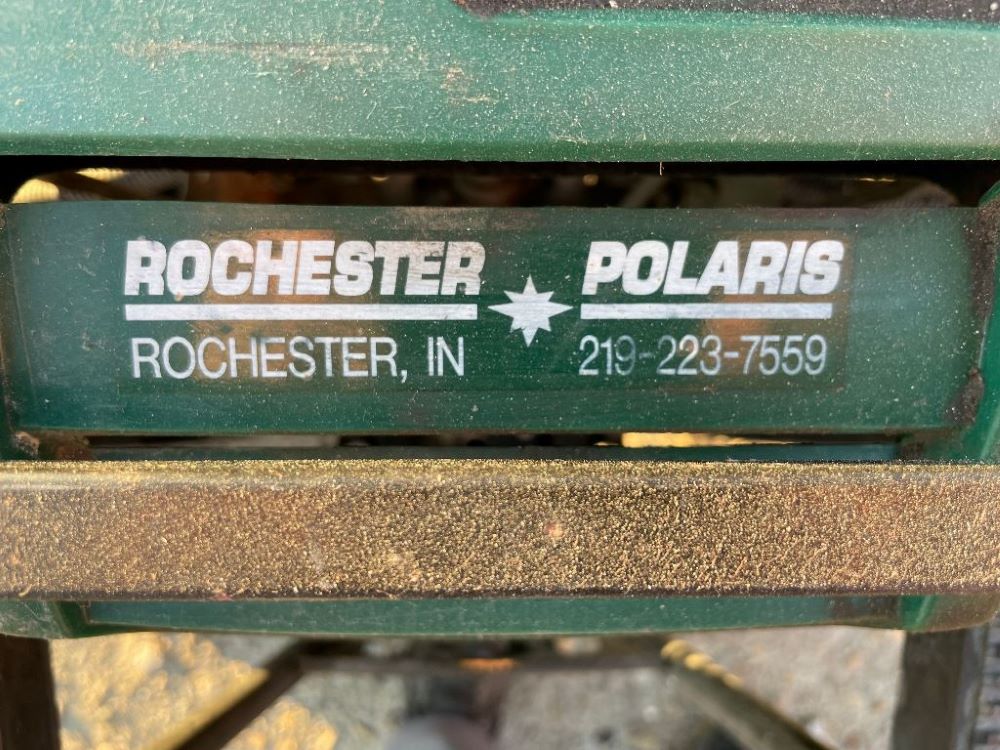 ROCHESTER POLARIS
ROCHESTER, IN 219-223-7559